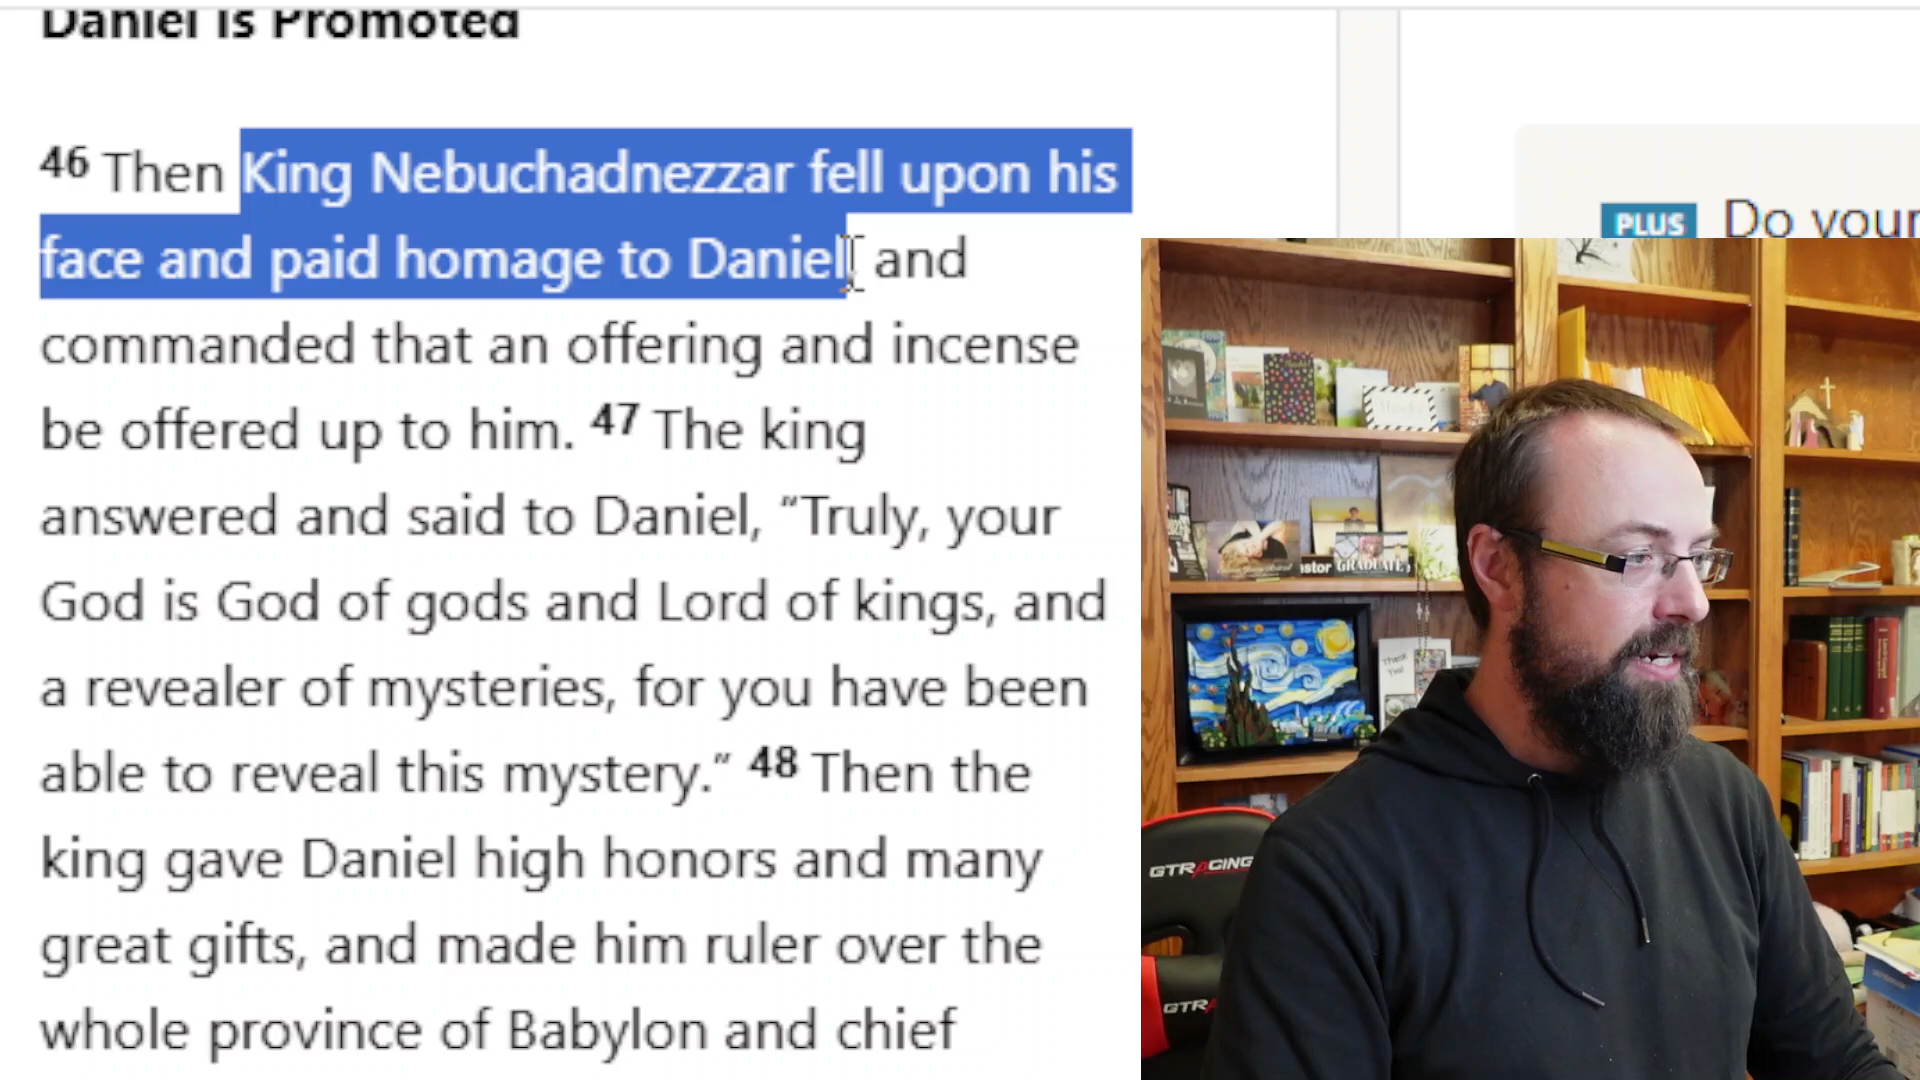 Daniel Is Promoted
46 Then King Nebuchadnezzar fell upon his
face and paid homage to Daniel, and
commanded that an offering and incense
be offered up to him. 47 The king
answered and said to Daniel, “Truly, your
God is God of gods and Lord of kings, and
a revealer of mysteries, for you have been
able to reveal this mystery.” 48 Then the
king gave Daniel high honors and many
great gifts, and made him ruler over the
whole province of Babylon and chief
PLUS Do your
GRADUATE
Thank
You!
GTRACING
GTR